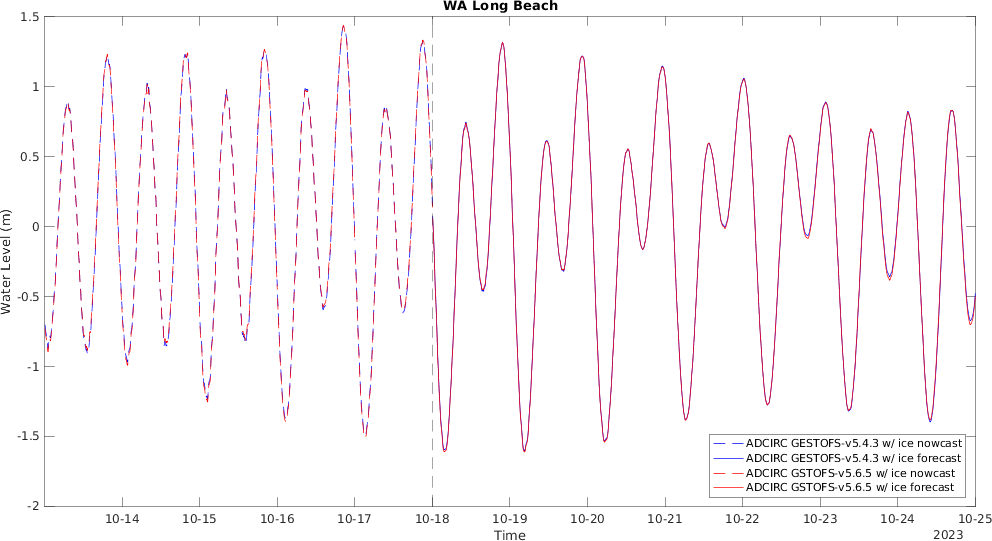 WA Long Beach
1.5
1
0.5
0
-0.5
-1
-1.5
-2
Water Level (m)
ADCIRC GESTOFS-v5.4.3 w/ ice nowcast
ADCIRC GESTOFS-v5.4.3 w/ ice forecast
ADCIRC GSTOFS-v5.6.5 w/ ice nowcast
ADCIRC GSTOFS-v5.6.5 w/ ice forecast
10-14 10-15 10-16 10-17 10-18 10-19 10-20 10-21 10-22 10-23 10-24 10-25
Time
2023